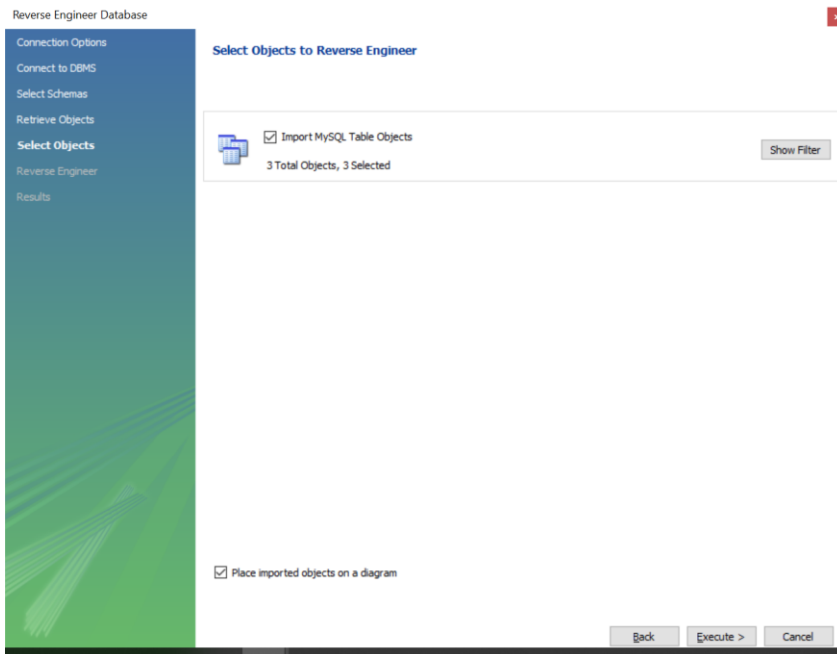 Reverse Engineer Database
Connection Options
Connect to DBMS
Select Schemas
Retrieve Objects
Select Objects
Reverse Engineer
Results
Select Objects to Reverse Engineer
Import MySQL Table Objects
3 Total Objects, 3 Selected
Show Filter
Place imported objects on a diagram
Back
Execute >
Cancel